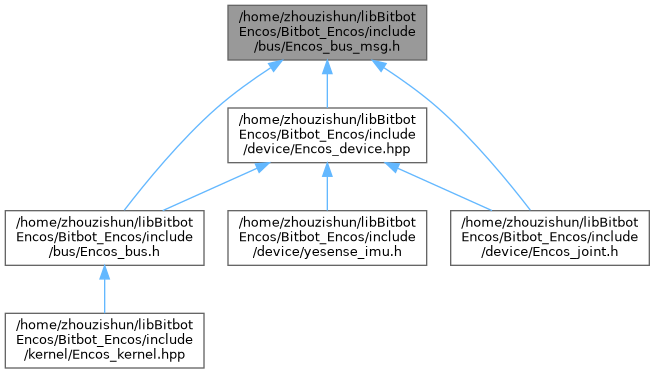 /home/zhouzishun/libBitbot
Encos/Bitbot_Encos/include
/bus/Encos_bus_msg.h
/home/zhouzishun/libBitbot
Encos/Bitbot_Encos/include
/device/Encos_device.hpp
/home/zhouzishun/libBitbot
Encos/Bitbot_Encos/include
/bus/Encos_bus.h
/home/zhouzishun/libBitbot
Encos/Bitbot_Encos/include
/device/yesense_imu.h
/home/zhouzishun/libBitbot
Encos/Bitbot_Encos/include
/device/Encos_joint.h
/home/zhouzishun/libBitbot
Encos/Bitbot_Encos/include
/kernel/Encos_kernel.hpp